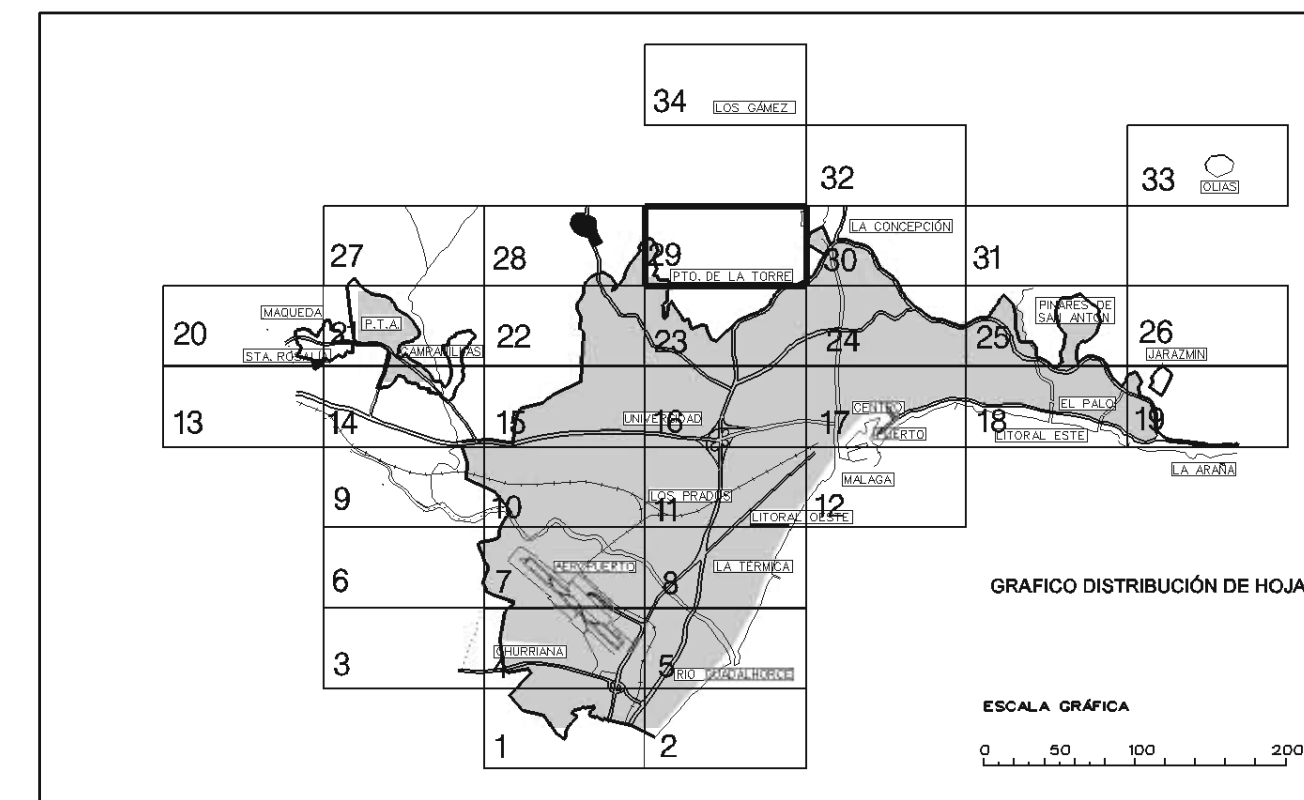 34 LOS GÁMEZ
32
33 OLIAS
LA CONCEPCIÓN
27 28 29 30 31
PTO. DE LA TORRE
MAQUEDA
P.T.A.
PINARES DE
SAN ANTÓN
20 22 23 24 25 26
STA. ROSALÍA
CAMPANILLAS
JARAZMIN
13 14 15 16 17 18 19
UNIVERSIDAD
CENTRO
PUERTO
EL PALO
LITORAL ESTE
LA ARAÑA
MALAGA
9 10 11 12
LOS PRADOS
LITORAL OESTE
6 7 8
AEROPUERTO
LA TÉRMICA
GRAFICO DISTRIBUCIÓN DE HOJA
3 5
CHURRIANA
RIO GUADALHORCE
1 2
ESCALA GRÁFICA
0 50 100 200